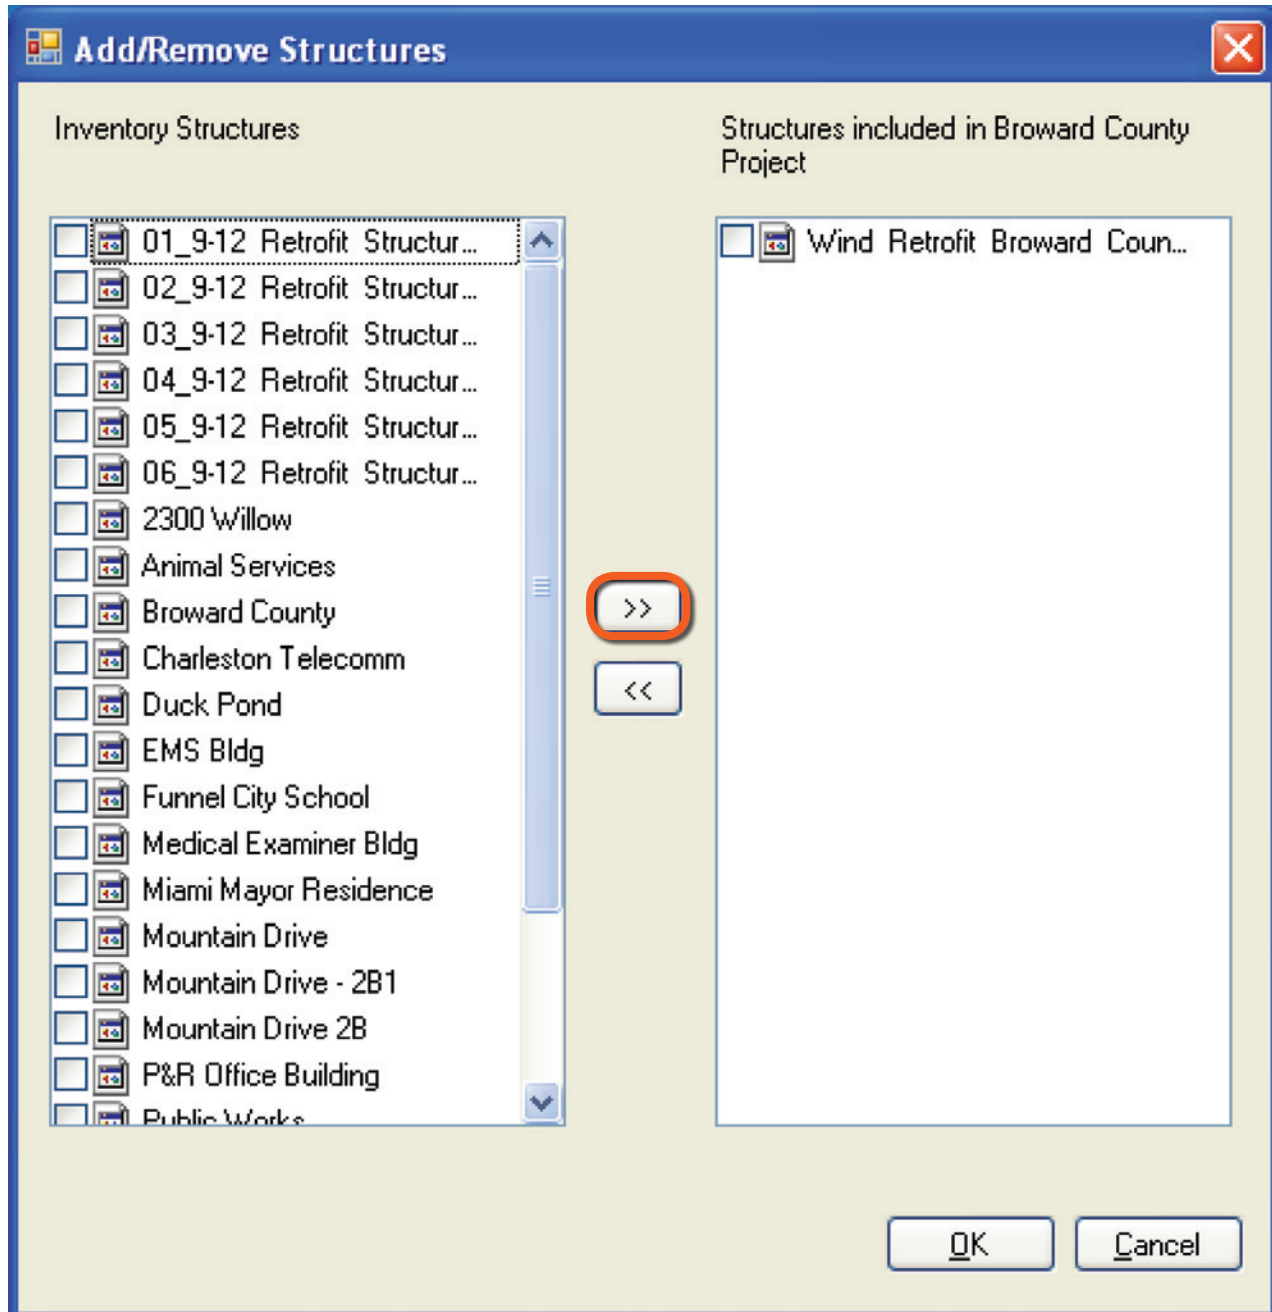 Add/Remove Structures
Inventory Structures
Structures included in Broward County
Project
01_9-12 Retrofit Structur...
02_9-12 Retrofit Structur...
03_9-12 Retrofit Structur...
04_9-12 Retrofit Structur...
05_9-12 Retrofit Structur...
06_9-12 Retrofit Structur...
2300 Willow
Animal Services
Broward County
Charleston Telecomm
Duck Pond
EMS Bldg
Funnel City School
Medical Examiner Bldg
Miami Mayor Residence
Mountain Drive
Mountain Drive - 2B1
Mountain Drive 2B
P&R Office Building
Public Works
>>
<<
Wind Retrofit Broward Coun...
OK
Cancel